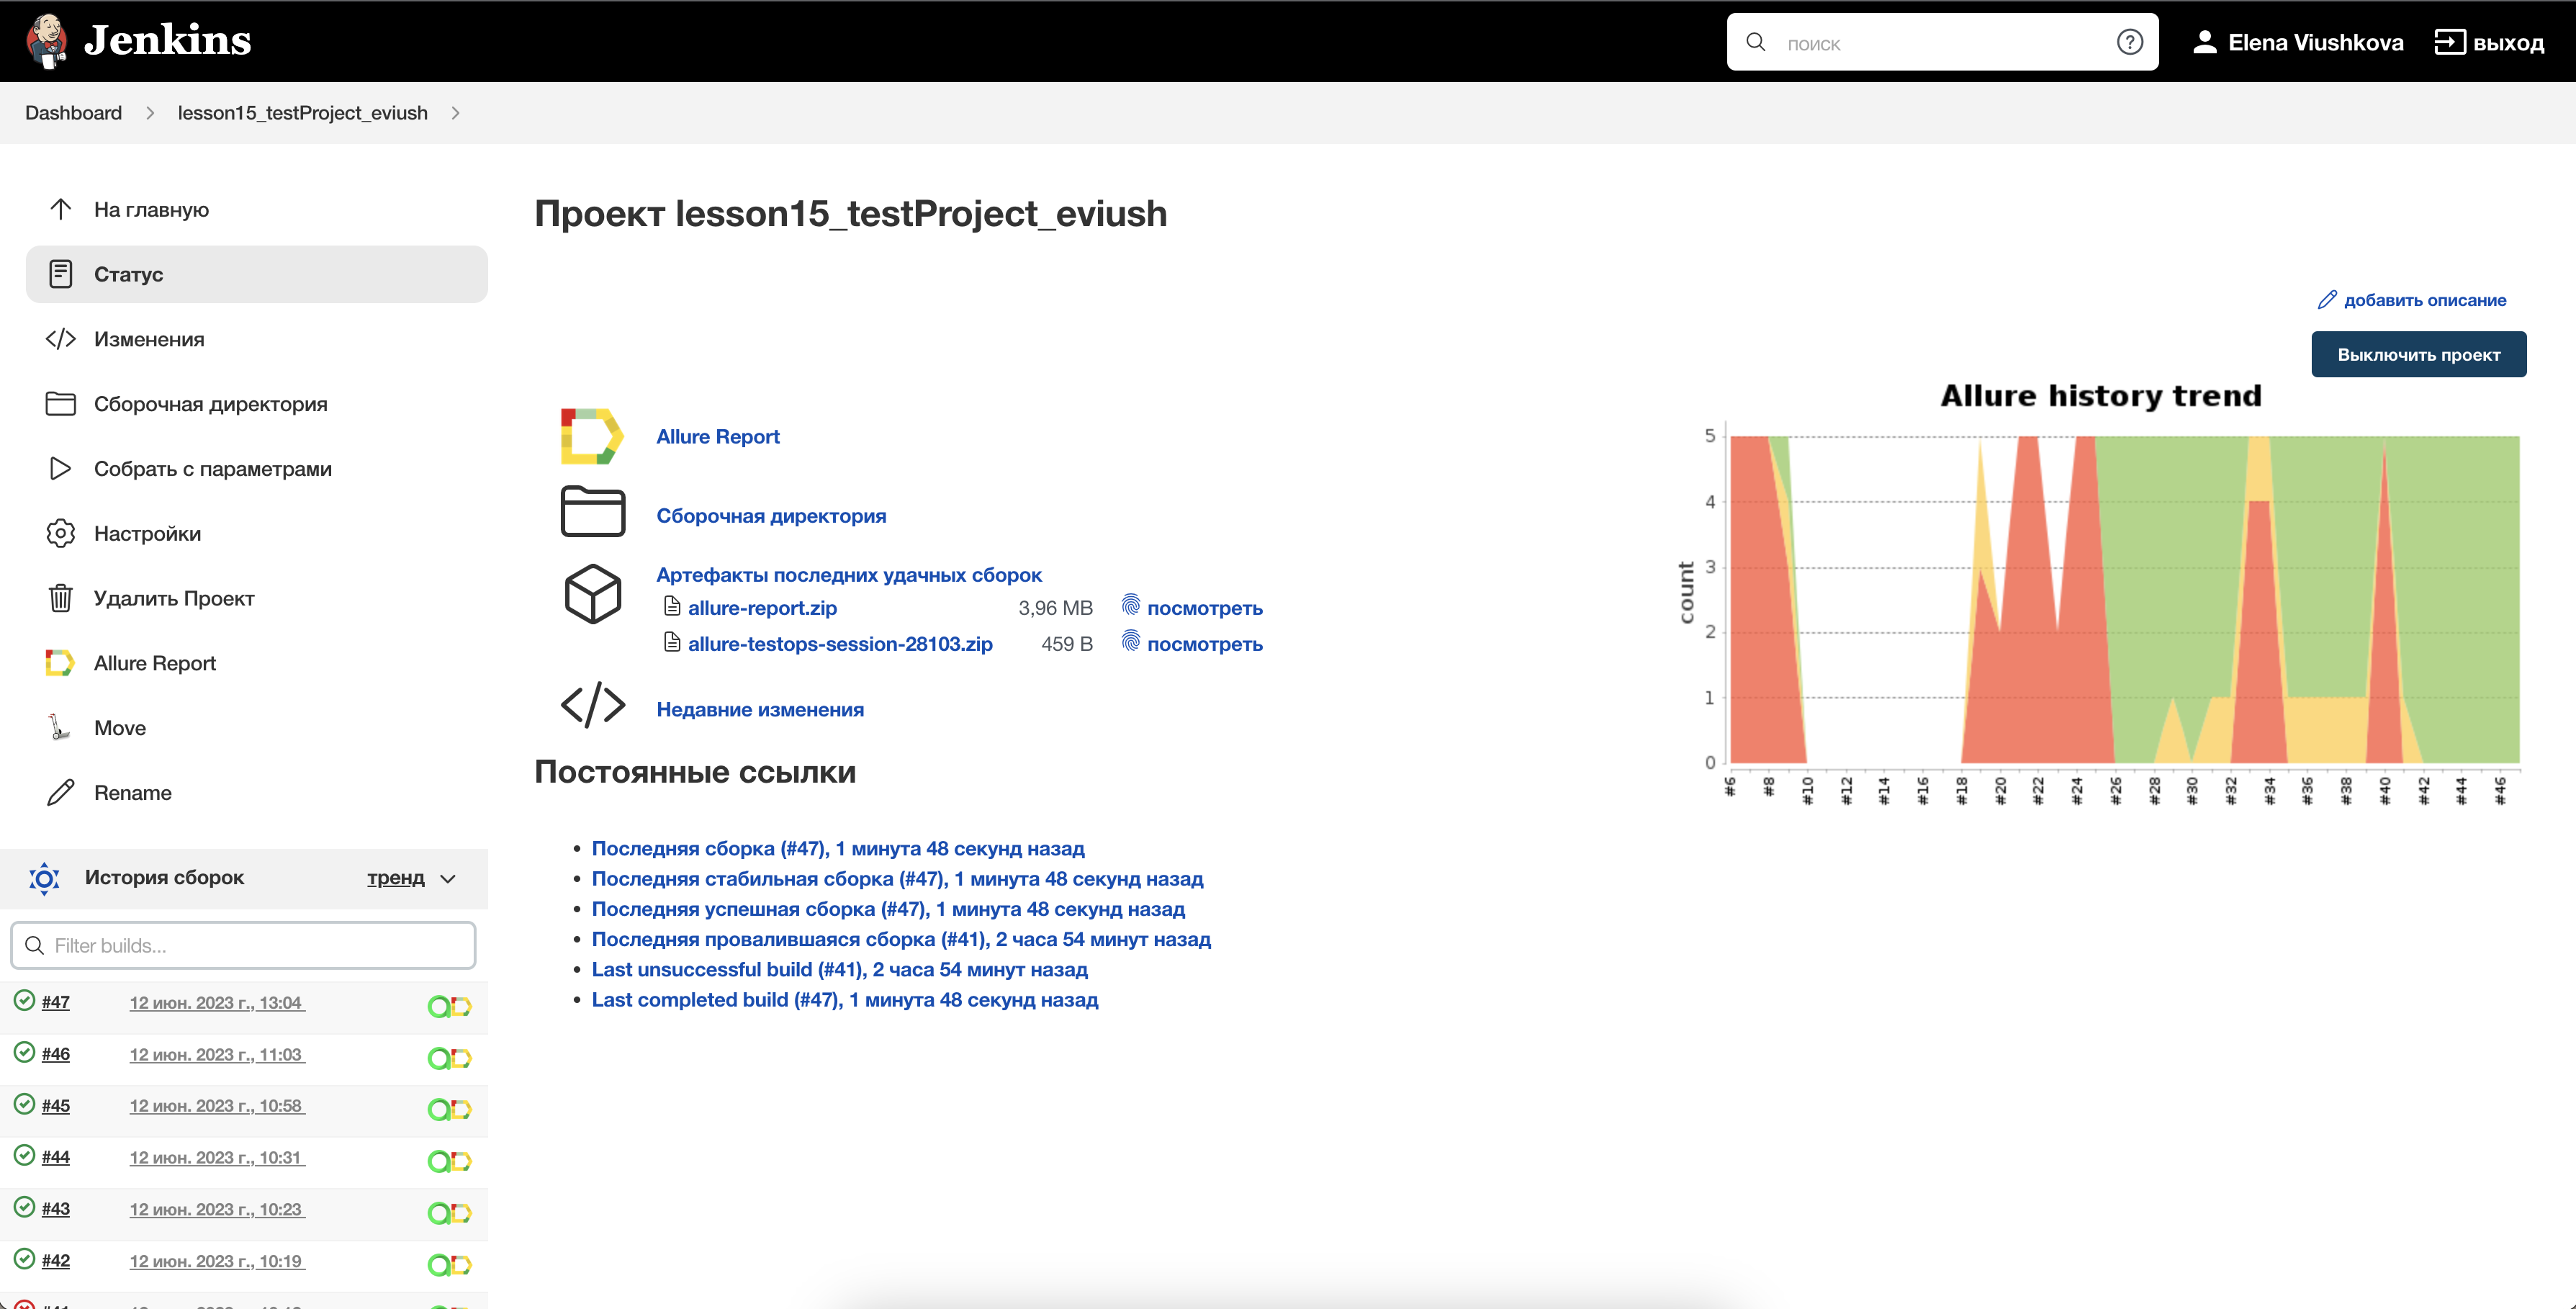 Jenkins
поиск
Elena Viushkova
выход
Dashboard
lesson15_testProject_eviush
На главную
Статус
Изменения
Сборочная директория
Собрать с параметрами
Настройки
Удалить Проект
Allure Report
Move
Rename
История сборок
тренд
Filter builds...
#47 12 июн. 2023 г., 13:04
#46 12 июн. 2023 г., 11:03
#45 12 июн. 2023 г., 10:58
#44 12 июн. 2023 г., 10:31
#43 12 июн. 2023 г., 10:23
#42 12 июн. 2023 г., 10:19
Проект lesson15_testProject_eviush
добавить описание
Выключить проект
Allure Report
Сборочная директория
Артефакты последних удачных сборок
allure-report.zip 3,96 MB посмотреть
allure-testops-session-28103.zip 459 B посмотреть
Недавние изменения
Постоянные ссылки
Последняя сборка (#47), 1 минута 48 секунд назад
Последняя стабильная сборка (#47), 1 минута 48 секунд назад
Последняя успешная сборка (#47), 1 минута 48 секунд назад
Последняя провалившаяся сборка (#41), 2 часа 54 минут назад
Last unsuccessful build (#41), 2 часа 54 минут назад
Last completed build (#47), 1 минута 48 секунд назад
Allure history trend
count
5
4
3
2
1
0
#6 #8 #10 #12 #14 #16 #18 #20 #22 #24 #26 #28 #30 #32 #34 #36 #38 #40 #42 #44 #46